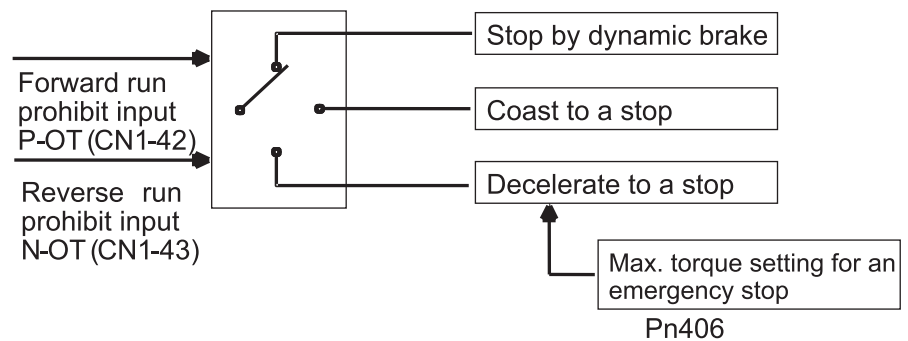 Forward run
prohibit input
P-OT (CN1-42)
Reverse run
prohibit input
N-OT (CN1-43)
Stop by dynamic brake
Coast to a stop
Decelerate to a stop
Max. torque setting for an
emergency stop
Pn406